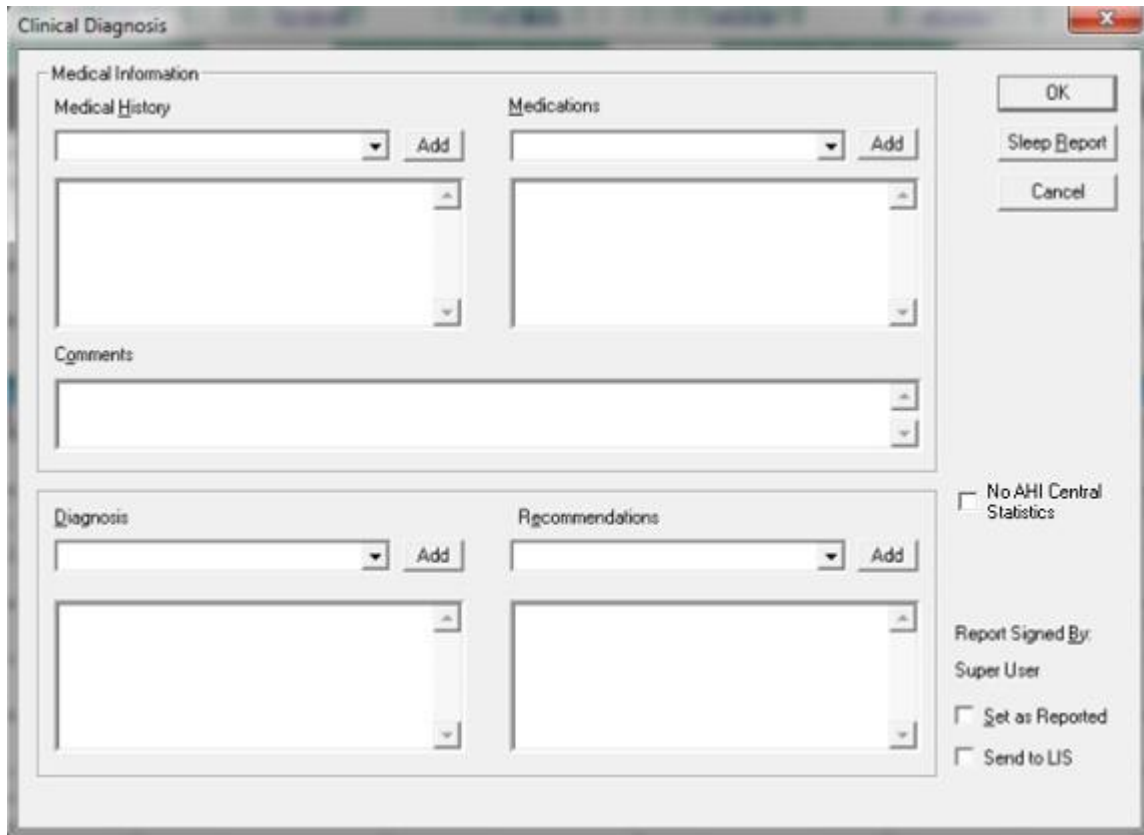 Clinical Diagnosis
Medical Information
Medical History
Add
Medications
Add
OK
Sleep Report
Cancel
Comments
No AHI Central
Statistics
Diagnosis
Add
Recommendations
Add
Report Signed By:
Super User
Set as Reported
Send to LIS